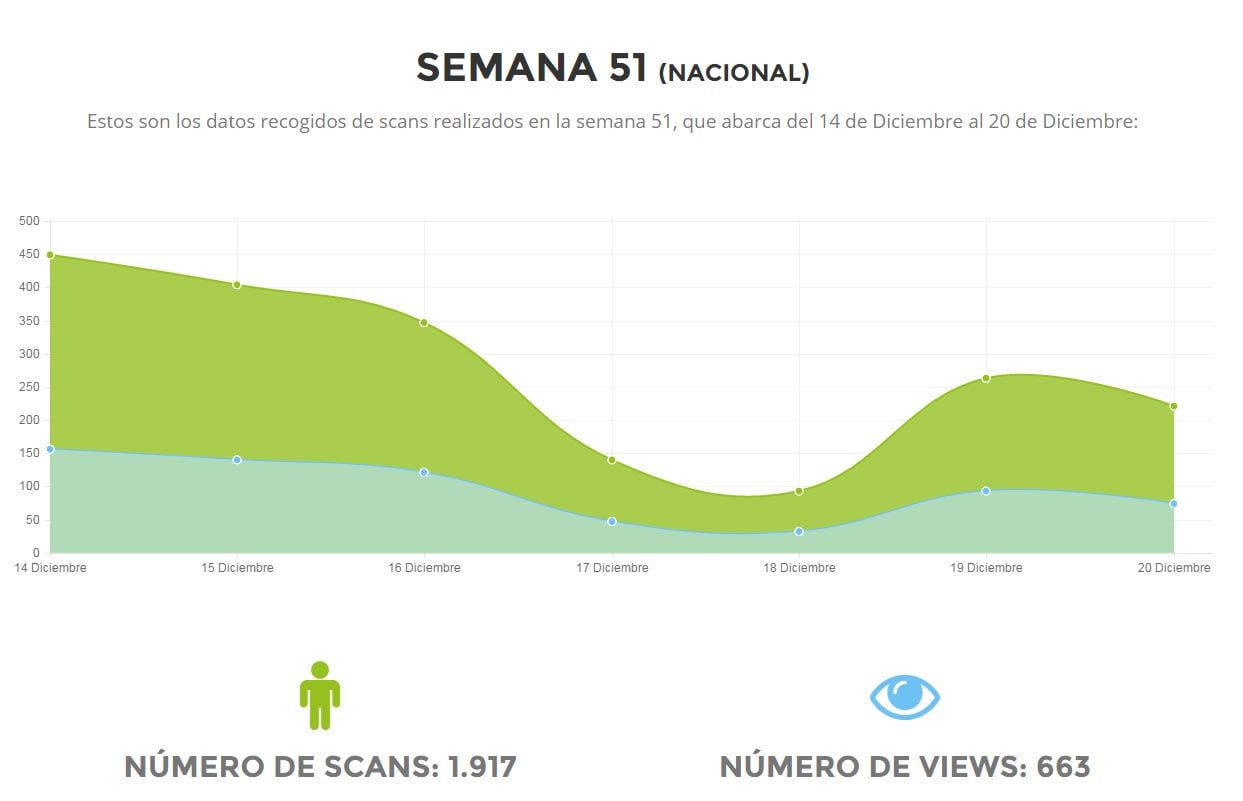 SEMANA 51 (NACIONAL)
Estos son los datos recogidos de scans realizados en la semana 51, que abarca del 14 de Diciembre al 20 de Diciembre:
500
450
400
350
300
250
200
150
100
50
0
14 Diciembre 15 Diciembre 16 Diciembre 17 Diciembre 18 Diciembre 19 Diciembre 20 Diciembre
NÚMERO DE SCANS: 1.917 NÚMERO DE VIEWS: 663